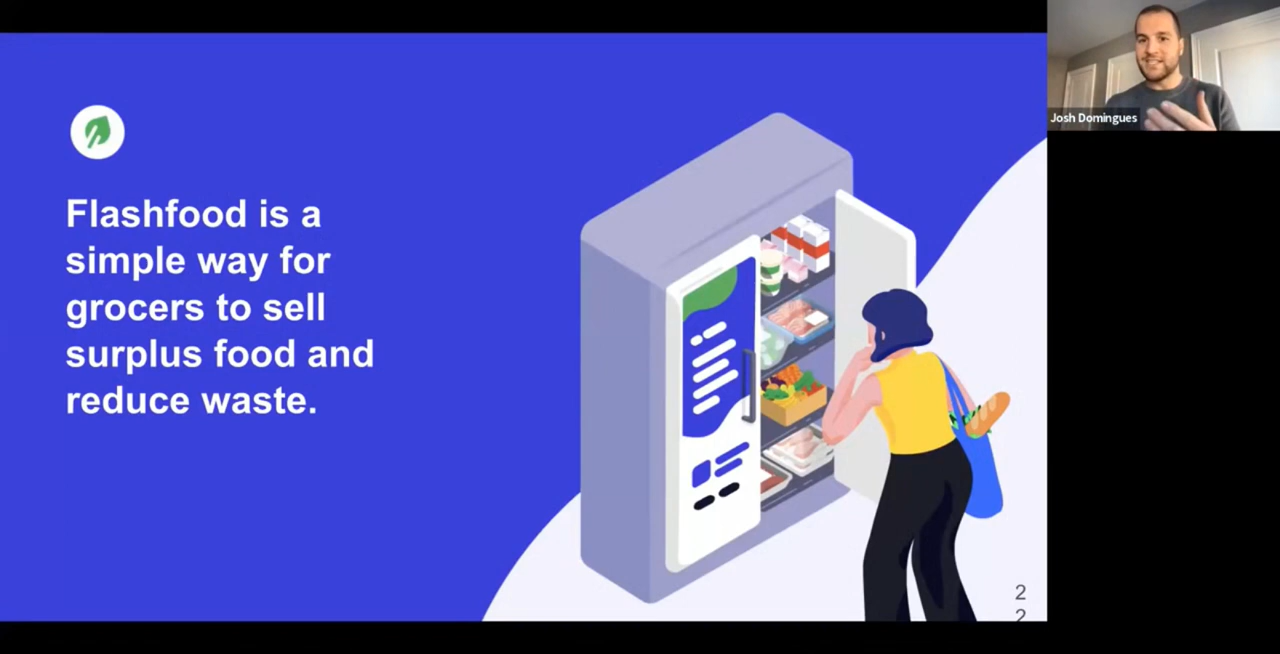 Flashfood is a
simple way for
grocers to sell
surplus food and
reduce waste.
Josh Domingues
2
2